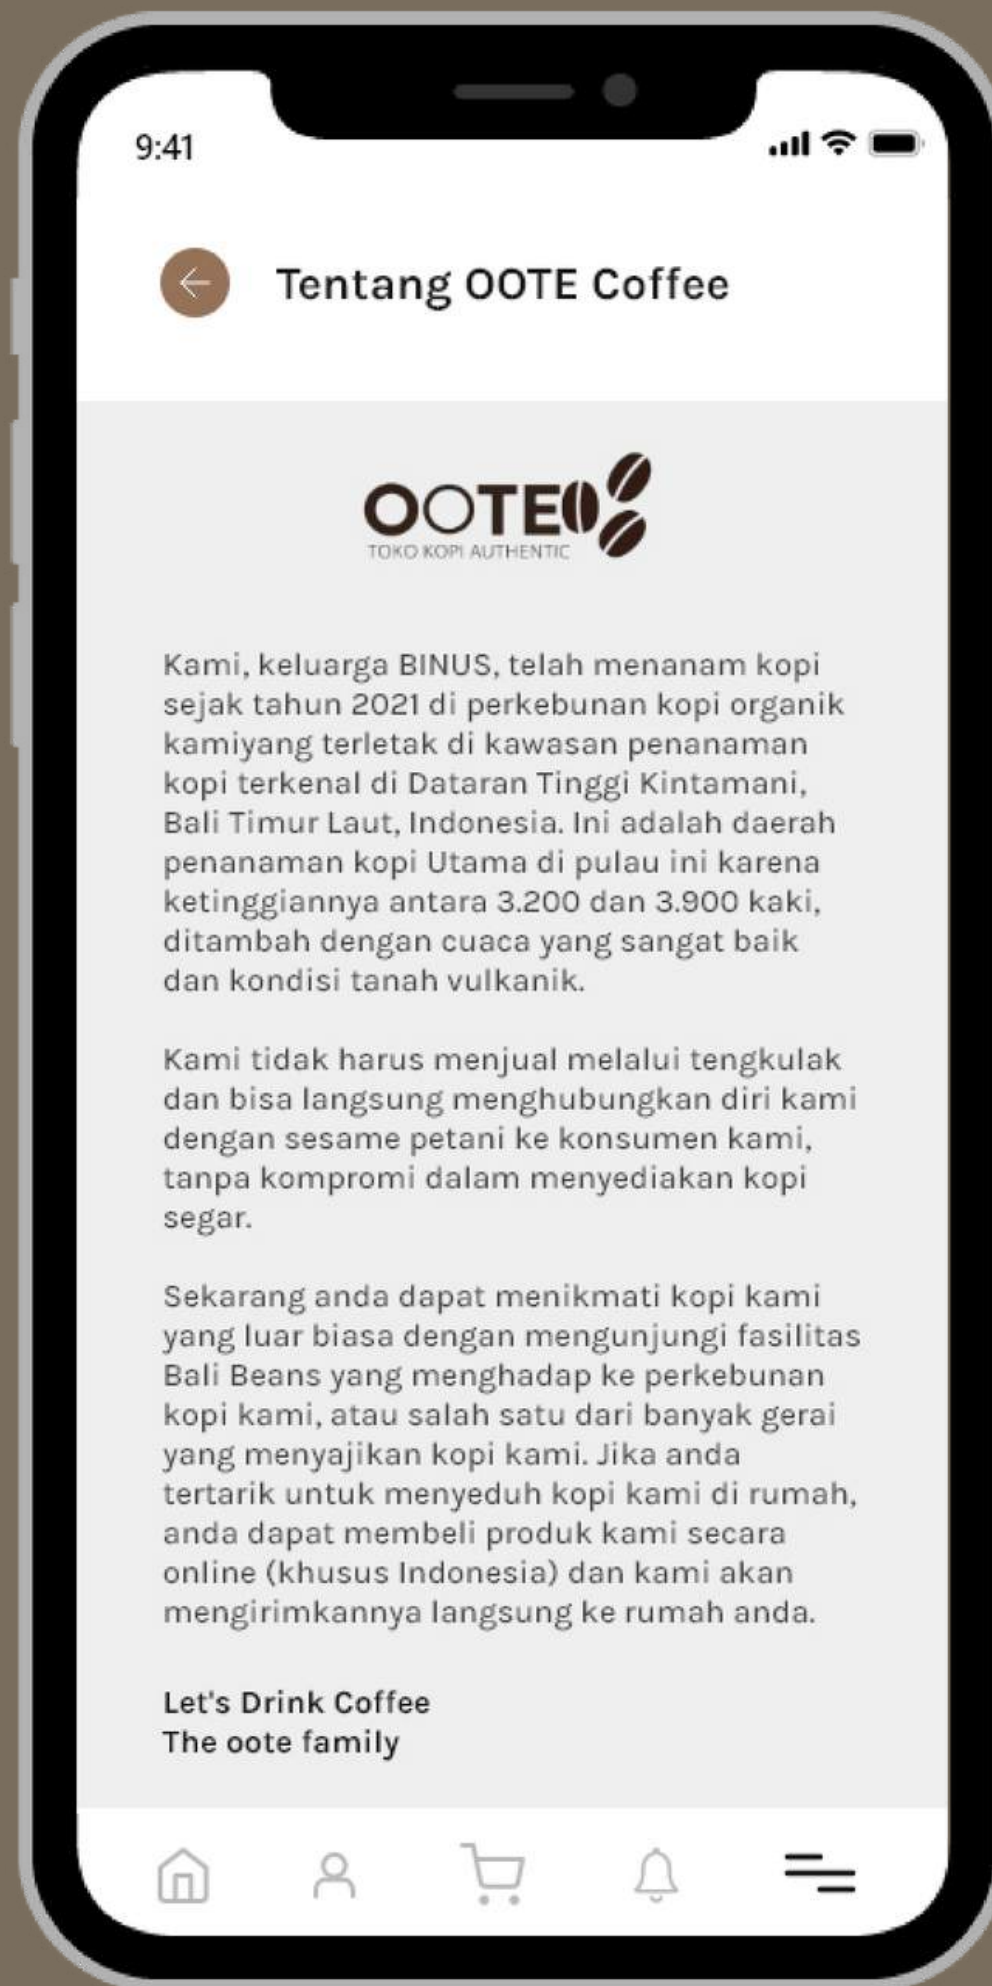 9:41
Tentang OOTE Coffee
OOTE
TOKO KOPI AUTHENTIC
Kami, keluarga BINUS, telah menanam kopi
sejak tahun 2021 di perkebunan kopi organik
kamiyang terletak di kawasan penanaman
kopi terkenal di Dataran Tinggi Kintamani,
Bali Timur Laut, Indonesia. Ini adalah daerah
penanaman kopi Utama di pulau ini karena
ketinggiannya antara 3.200 dan 3.900 kaki,
ditambah dengan cuaca yang sangat baik
dan kondisi tanah vulkanik.
Kami tidak harus menjual melalui tengkulak
dan bisa langsung menghubungkan diri kami
dengan sesame petani ke konsumen kami,
tanpa kompromi dalam menyediakan kopi
segar.
Sekarang anda dapat menikmati kopi kami
yang luar biasa dengan mengunjungi fasilitas
Bali Beans yang menghadap ke perkebunan
kopi kami, atau salah satu dari banyak gerai
yang menyajikan kopi kami. Jika anda
tertarik untuk menyeduh kopi kami di rumah,
anda dapat membeli produk kami secara
online (khusus Indonesia) dan kami akan
mengirimkannya langsung ke rumah anda.
Let's Drink Coffee
The oote family